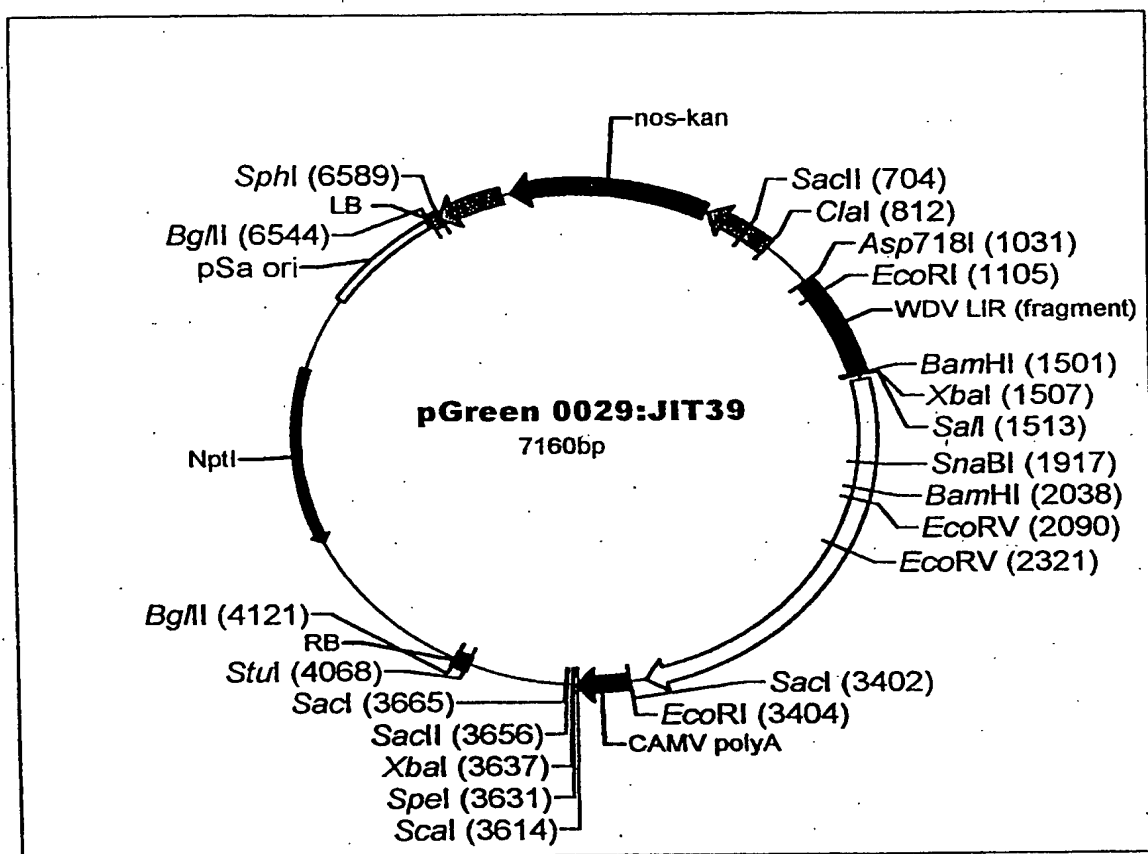 nos-kan
SphI (6589)
LB
BglII (6544)
pSa ori
SacII (704)
ClaI (812)
Asp718I (1031)
EcoRI (1105)
WDV LIR (fragment)
BamHI (1501)
XbaI (1507)
SalI (1513)
SnaBI (1917)
BamHI (2038)
EcoRV (2090)
EcoRV (2321)
pGreen 0029:JIT39
7160bp
NptI
BglII (4121)
RB
StuI (4068)
SacI (3665)
SacII (3656)
XbaI (3637)
SpeI (3631)
ScaI (3614)
SacI (3402)
EcoRI (3404)
CAMV polyA